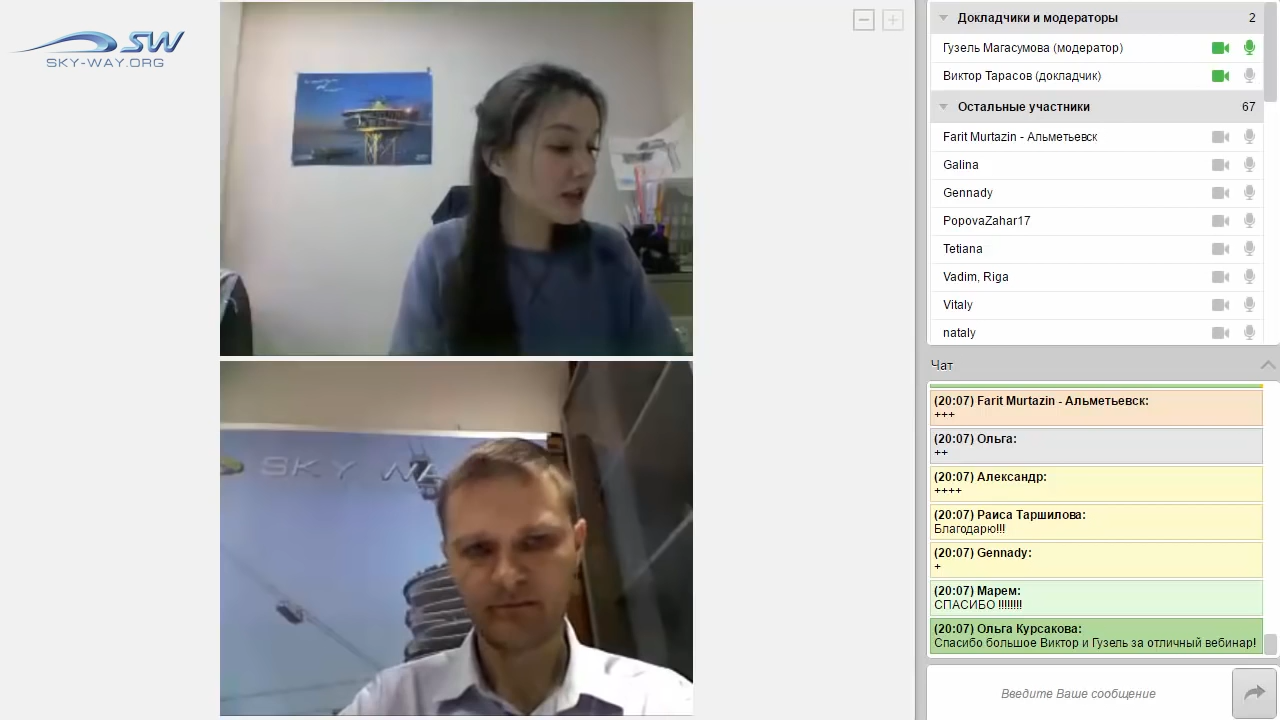 SW
SKY-WAY.ORG
SKY WA
Докладчики и модераторы 2
Гузель Магасумова (модератор)
Виктор Тарасов (докладчик)
Остальные участники 67
Farit Murtazin - Альметьевск
Galina
Gennady
PopovaZahar17
Tetiana
Vadim, Riga
Vitaly
nataly
Чат
(20:07) Farit Murtazin - Альметьевск:
+++
(20:07) Ольга:
++
(20:07) Александр:
++++
(20:07) Раиса Таршилова:
Благодарю!!!
(20:07) Gennady:
+
(20:07) Марем:
СПАСИБО !!!!!!!!
(20:07) Ольга Курсакова:
Спасибо большое Виктор и Гузель за отличный вебинар!
Введите Ваше сообщение